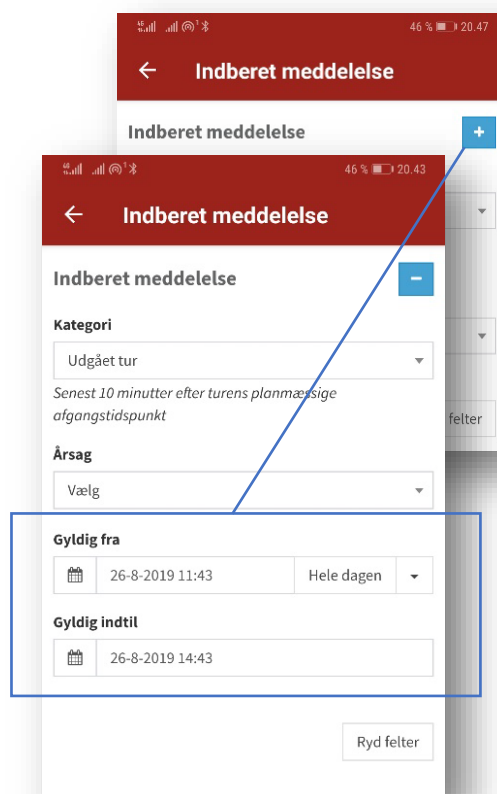 46 % 20.47
Indberet meddelelse
Indberet meddelelse
+
felter
46 % 20.43
Indberet meddelelse
Indberet meddelelse
−
Kategori
Udgået tur
Senest 10 minutter efter turens planmæssige
afgangstidspunkt
Årsag
Vælg
Gyldig fra
26-8-2019 11:43 Hele dagen
Gyldig indtil
26-8-2019 14:43
Ryd felter